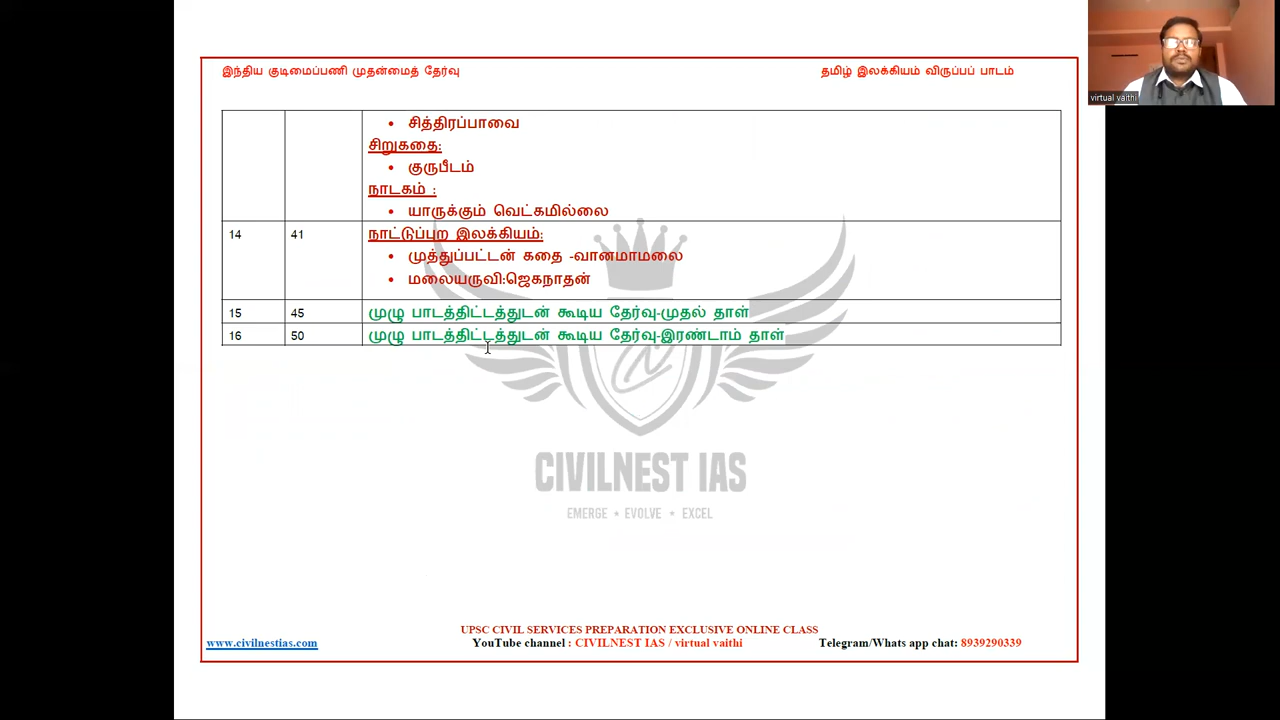 இந்திய குடிமைப்பணி முதன்மைத் தேர்வு
தமிழ் இலக்கியம் விருப்பப் பாடம்
virtual vaithi
• சித்திரப்பாவை
சிறுகதை:
• குருபீடம்
நாடகம் :
• யாருக்கும் வெட்கமில்லை
14 41 நாட்டுப்புற இலக்கியம்:
• முத்துப்பட்டன் கதை -வானமாமலை
• மலையருவி:ஜெகநாதன்
15 45 முழு பாடத்திட்டத்துடன் கூடிய தேர்வு-முதல் தாள்
16 50 முழு பாடத்திட்டத்துடன் கூடிய தேர்வு-இரண்டாம் தாள்
CIVILNEST IAS
EMERGE ★ EVOLVE ★ EXCEL
UPSC CIVIL SERVICES PREPARATION EXCLUSIVE ONLINE CLASS
www.civilnestias.com YouTube channel : CIVILNEST IAS / virtual vaithi Telegram/Whats app chat: 8939290339